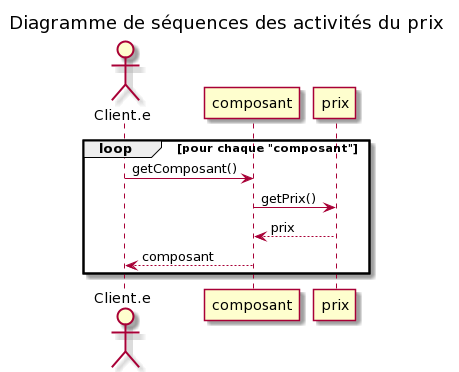 Diagramme de séquences des activités du prix
Client.e
composant
prix
loop
[pour chaque "composant"]
getComposant()
getPrix()
prix
composant
Client.e
composant
prix